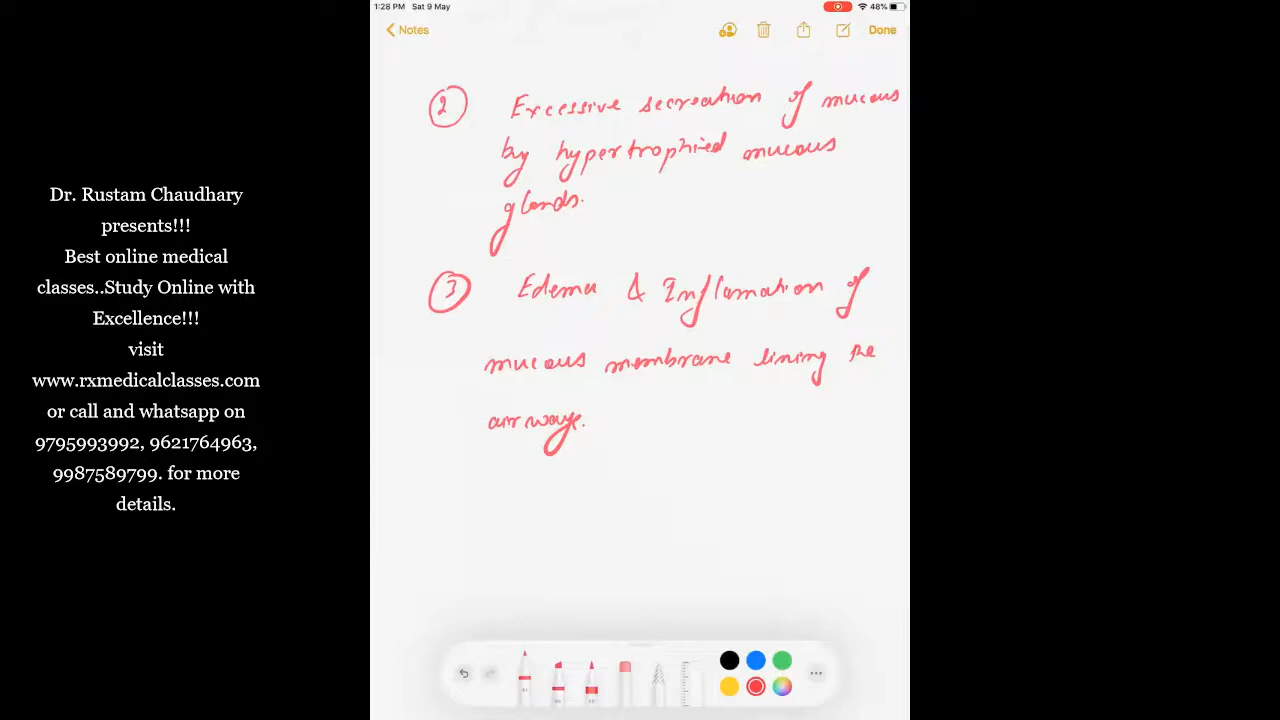 1:28 PM Sat 9 May
48%
Notes
Done
Dr. Rustam Chaudhary
presents!!!
Best online medical
classes..Study Online with
Excellence!!!
visit
www.rxmedicalclasses.com
or call and whatsapp on
9795993992, 9621764963,
9987589799. for more
details.
2 Excessive secreation of mucous
by hypertrophied mucous
glands.
3 Edema & Inflamation of
mucous membrane lining the
airways.